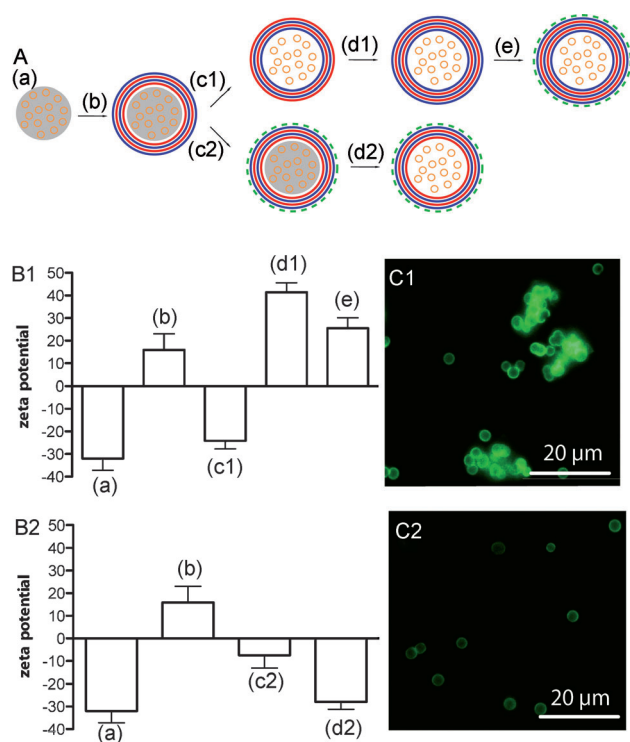 A
(a)
(b)
(c1)
(c2)
(d1)
(e)
(d2)
B1
zeta potential
50
40
30
20
10
0
-10
-20
-30
-40
(a)
(b)
(c1)
(d1)
(e)
C1
20 µm
B2
zeta potential
50
40
30
20
10
0
-10
-20
-30
-40
(a)
(b)
(c2)
(d2)
C2
20 µm